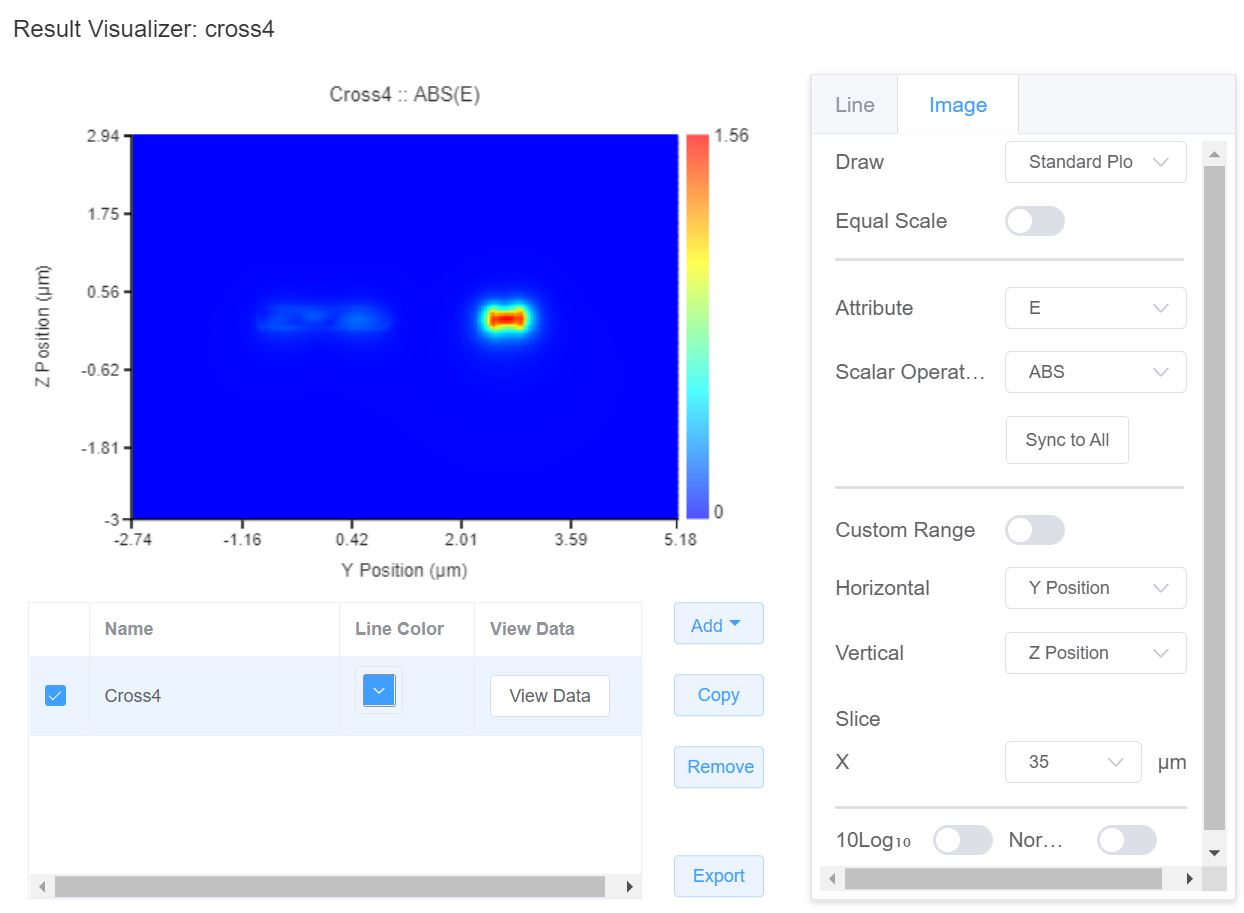 Result Visualizer: cross4
Cross4 :: ABS(E)
2.94
1.75
0.56
-0.62
-1.81
-3
Z Position (μm)
-2.74 -1.16 0.42 2.01 3.59 5.18
Y Position (μm)
1.56
0
Name Line Color View Data
Cross4 View Data
Add
Copy
Remove
Export
Line Image
Draw Standard Plo
Equal Scale
Attribute E
Scalar Operat... ABS
Sync to All
Custom Range
Horizontal Y Position
Vertical Z Position
Slice
X 35 μm
10Log₁₀ Nor...